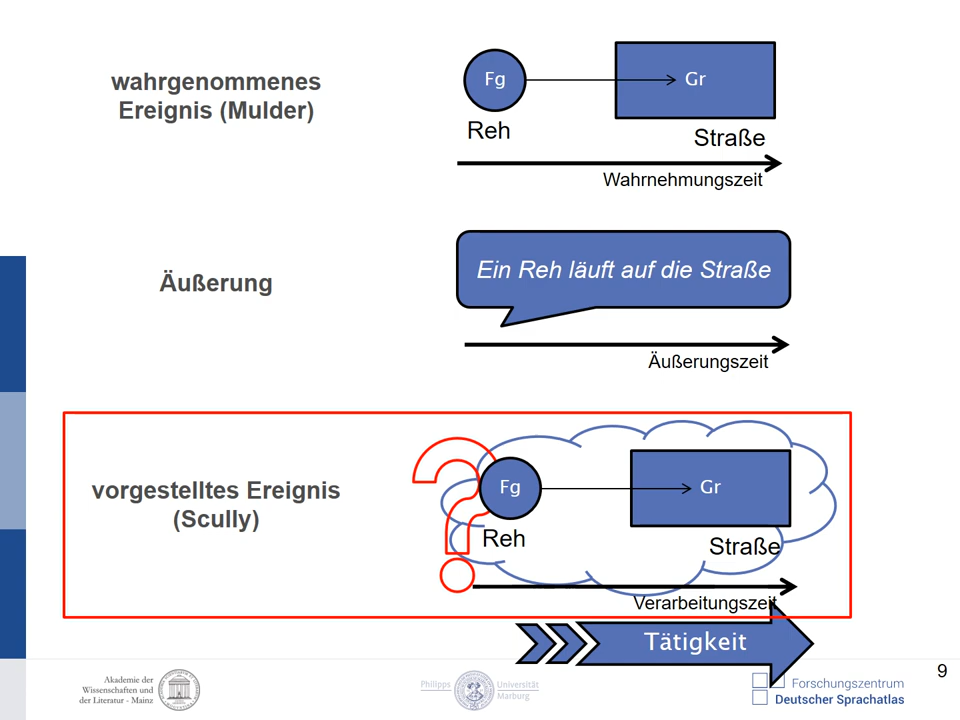 wahrgenommenes
Ereignis (Mulder)
Fg
Gr
Reh
Straße
Wahrnehmungszeit
Äußerung
Ein Reh läuft auf die Straße
Äußerungszeit
vorgestelltes Ereignis
(Scully)
?
Fg
Gr
Reh
Straße
Verarbeitungszeit
Tätigkeit
9
Akademie der
Wissenschaften und
der Literatur - Mainz
Philipps
Universität
Marburg
Forschungszentrum
Deutscher Sprachatlas